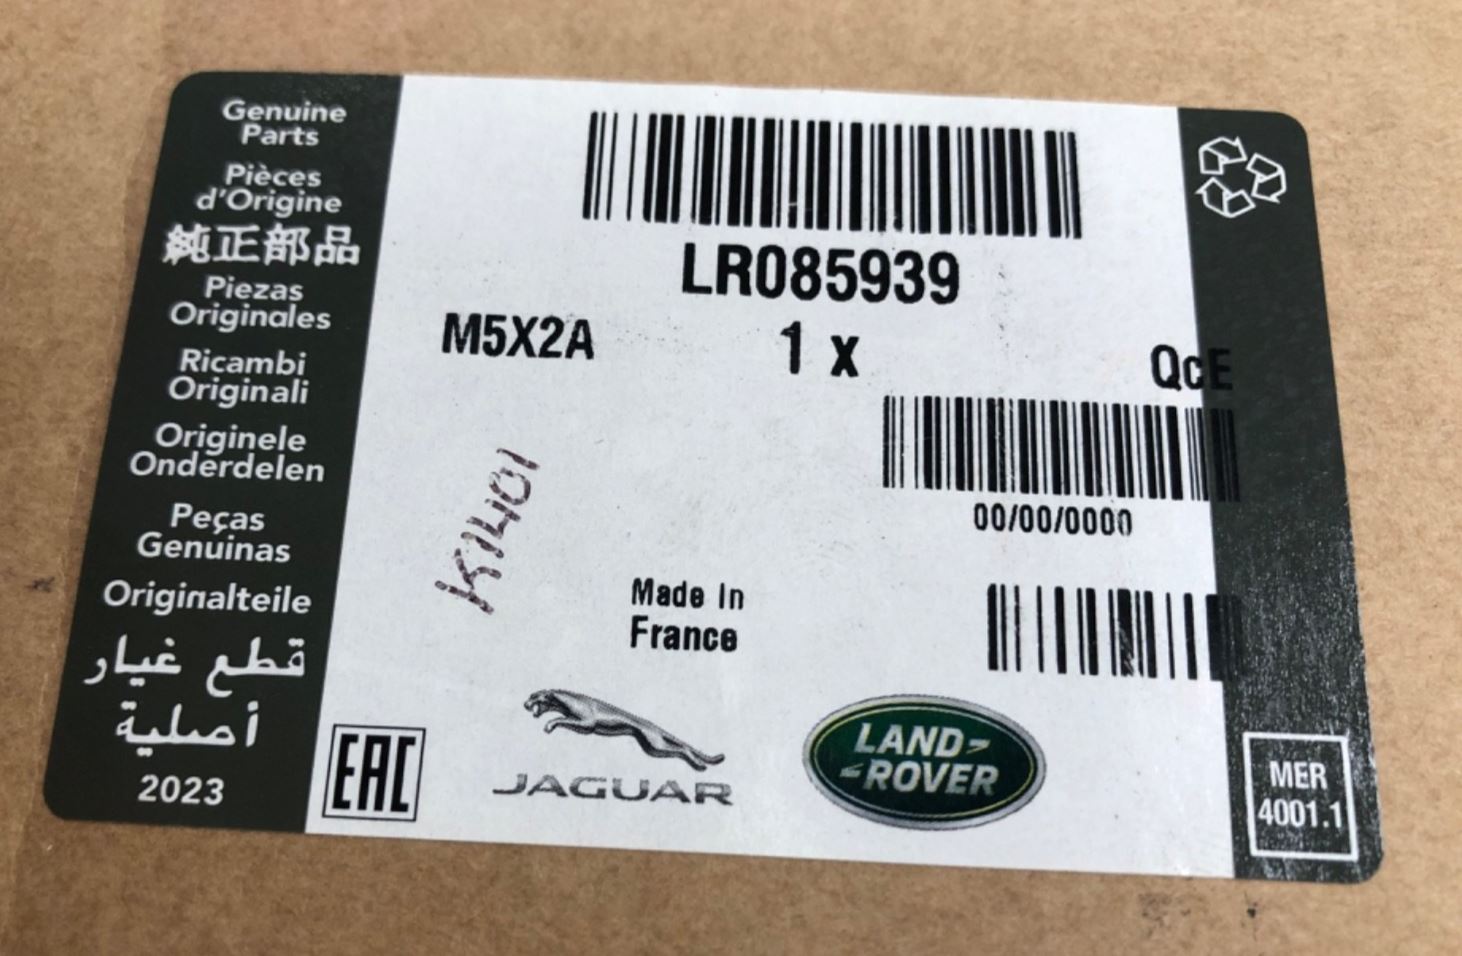 Genuine
Parts
Pièces
d'Origine
純正部品
Piezas
Originales
Ricambi
Originali
Originele
Onderdelen
Peças
Genuinas
Originalteile
قطع غيار
أصلية
2023
LR085939
M5X2A
1 x
QcE
00/00/0000
K1401
Made In
France
EAC
JAGUAR
LAND-
-ROVER
MER
4001.1